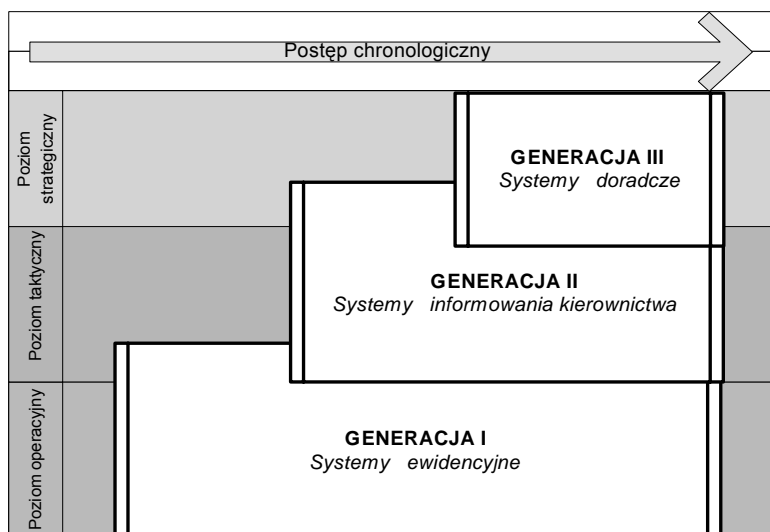 Postęp chronologiczny
Poziom
strategiczny
GENERACJA III
Systemy doradcze
Poziom taktyczny
GENERACJA II
Systemy informowania kierownictwa
Poziom operacyjny
GENERACJA I
Systemy ewidencyjne